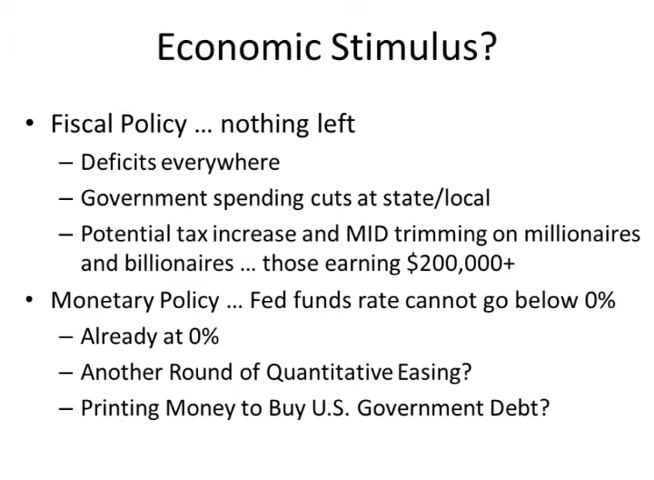 Economic Stimulus?
• Fiscal Policy … nothing left
– Deficits everywhere
– Government spending cuts at state/local
– Potential tax increase and MID trimming on millionaires
and billionaires … those earning $200,000+
• Monetary Policy … Fed funds rate cannot go below 0%
– Already at 0%
– Another Round of Quantitative Easing?
– Printing Money to Buy U.S. Government Debt?